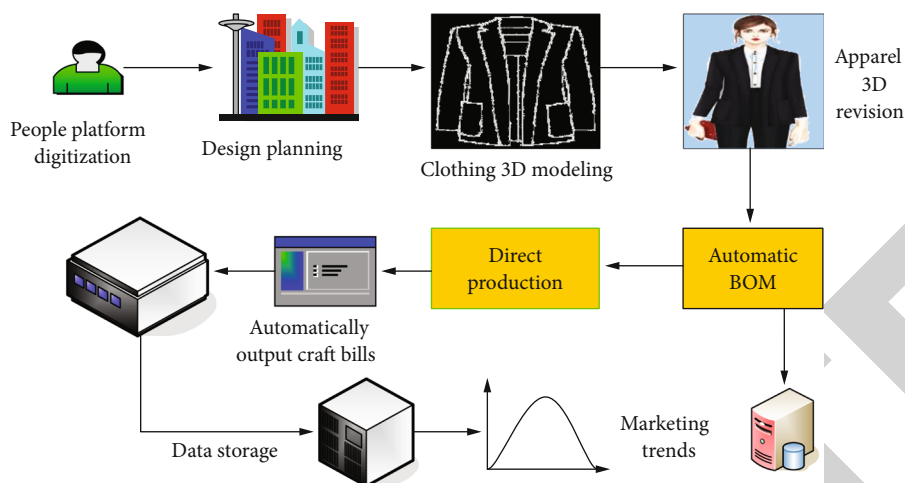 People platform
digitization
Design planning
Clothing 3D modeling
Apparel
3D
revision
Automatic
BOM
Direct
production
Automatically
output craft bills
Data storage
Marketing
trends